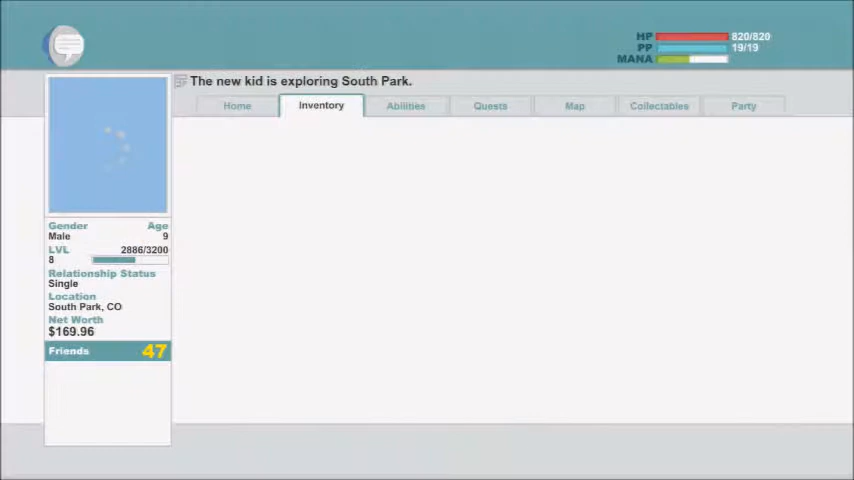 HP 820/820
PP 19/19
MANA
The new kid is exploring South Park.
Home Inventory Abilities Quests Map Collectables Party
Gender Age
Male 9
LVL 2886/3200
8
Relationship Status
Single
Location
South Park, CO
Net Worth
$169.96
Friends 47